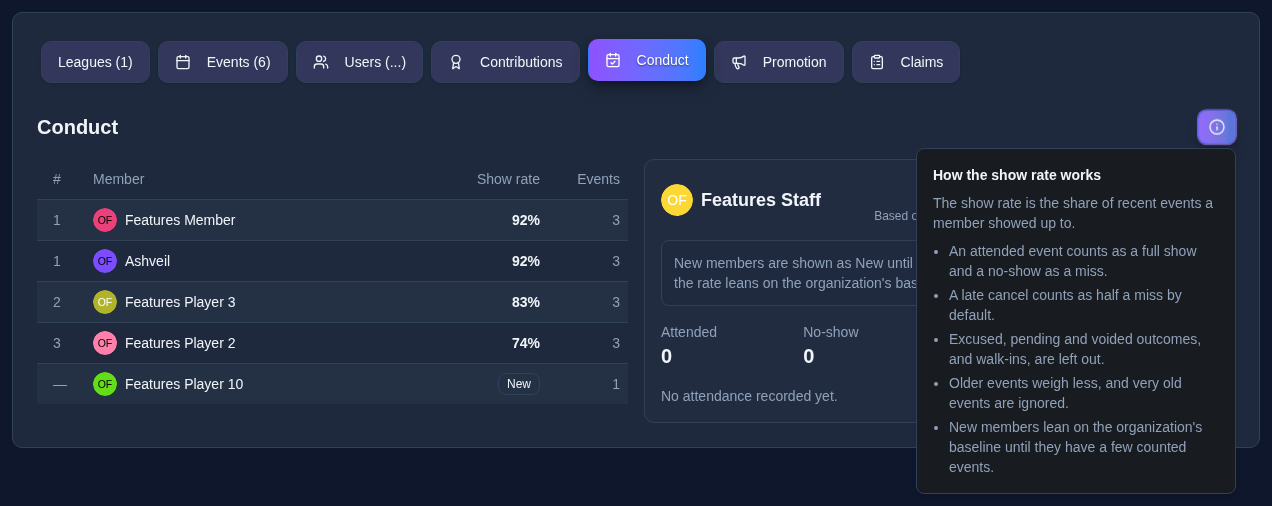 Leagues (1)
Events (6)
Users (...)
Contributions
Conduct
Promotion
Claims
Conduct
# Member Show rate Events
1 OF Features Member 92% 3
1 OF Ashveil 92% 3
2 OF Features Player 3 83% 3
3 OF Features Player 2 74% 3
— OF Features Player 10 New 1
OF Features Staff
Based
New members are shown as New until
the rate leans on the organization's
Attended No-show
0 0
No attendance recorded yet.
How the show rate works
The show rate is the share of recent events a
member showed up to.
• An attended event counts as a full show
and a no-show as a miss.
• A late cancel counts as half a miss by
default.
• Excused, pending and voided outcomes,
and walk-ins, are left out.
• Older events weigh less, and very old
events are ignored.
• New members lean on the organization's
baseline until they have a few counted
events.